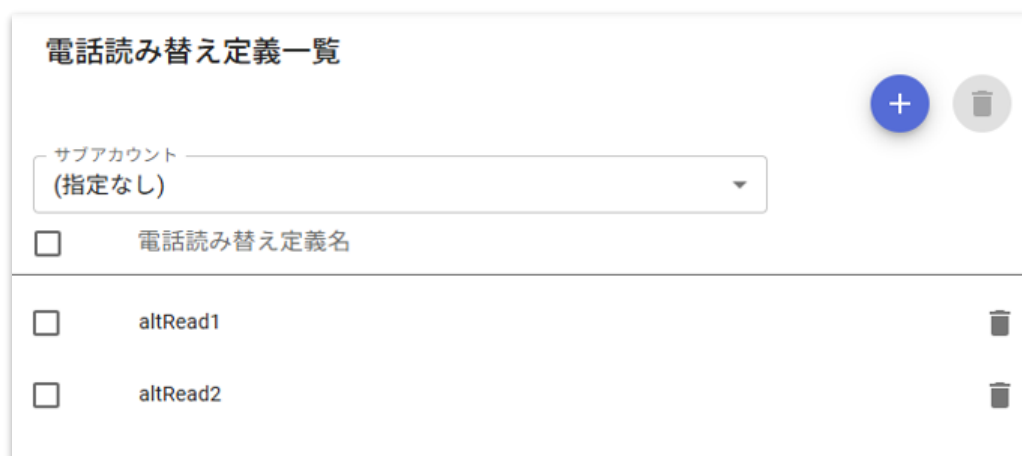 電話読み替え定義一覧
サブアカウント
(指定なし)
電話読み替え定義名
altRead1
altRead2